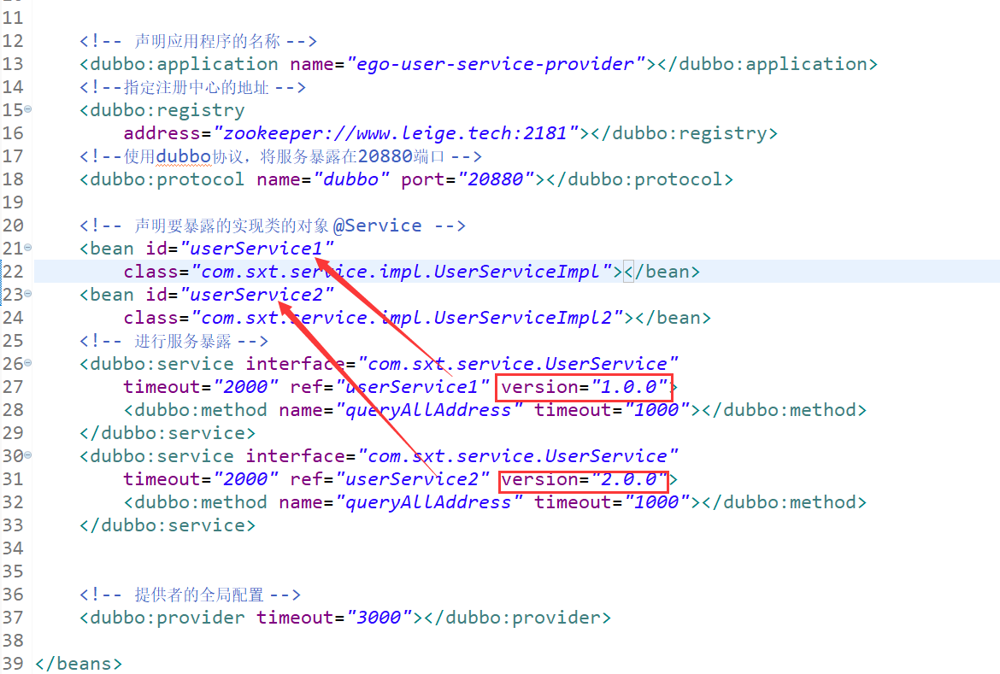 11
12 <!-- 声明应用程序的名称 -->
13 <dubbo:application name="ego-user-service-provider"></dubbo:application>
14 <!--指定注册中心的地址 -->
15 <dubbo:registry
16 address="zookeeper://www.leige.tech:2181"></dubbo:registry>
17 <!--使用dubbo协议，将服务暴露在20880端口 -->
18 <dubbo:protocol name="dubbo" port="20880"></dubbo:protocol>
19
20 <!-- 声明要暴露的实现类的对象 @Service -->
21 <bean id="userService1"
22 class="com.sxt.service.impl.UserServiceImpl"></bean>
23 <bean id="userService2"
24 class="com.sxt.service.impl.UserServiceImpl2"></bean>
25 <!-- 进行服务暴露 -->
26 <dubbo:service interface="com.sxt.service.UserService"
27 timeout="2000" ref="userService1" version="1.0.0">
28 <dubbo:method name="queryAllAddress" timeout="1000"></dubbo:method>
29 </dubbo:service>
30 <dubbo:service interface="com.sxt.service.UserService"
31 timeout="2000" ref="userService2" version="2.0.0">
32 <dubbo:method name="queryAllAddress" timeout="1000"></dubbo:method>
33 </dubbo:service>
34
35
36 <!-- 提供者的全局配置 -->
37 <dubbo:provider timeout="3000"></dubbo:provider>
38
39 </beans>